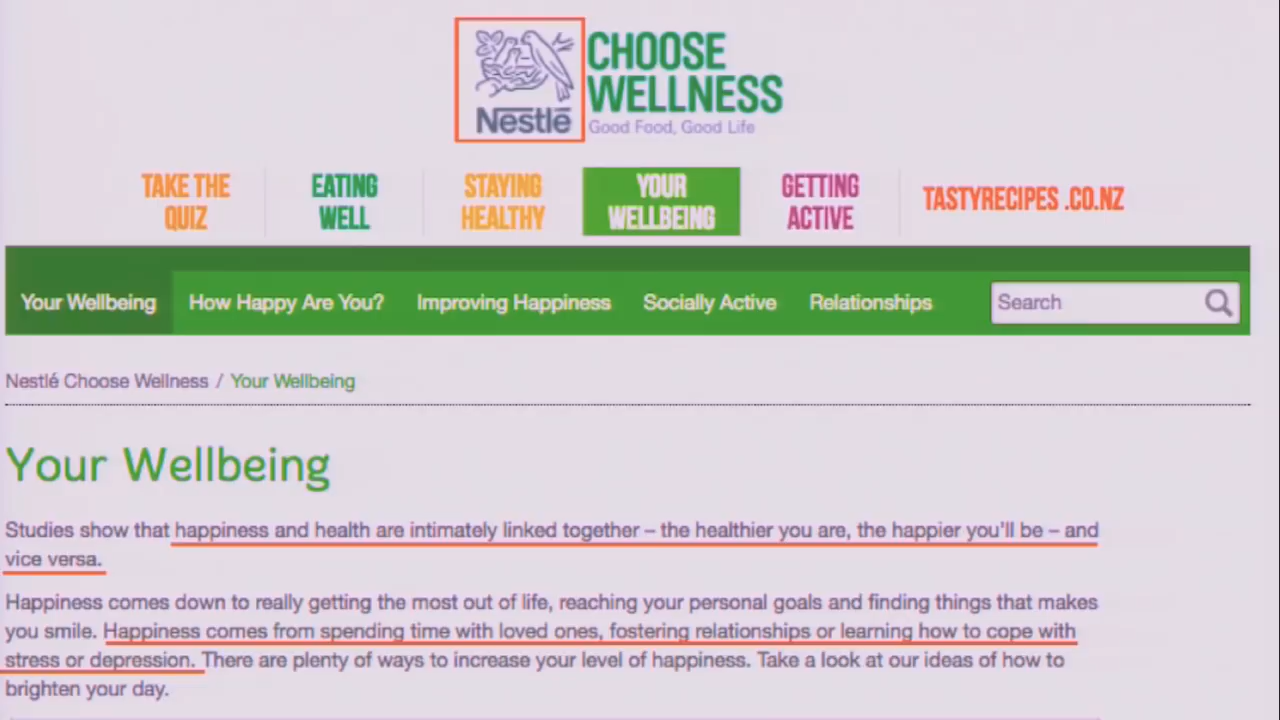 Nestlé
CHOOSE
WELLNESS
Good Food, Good Life
TAKE THE
QUIZ
EATING
WELL
STAYING
HEALTHY
YOUR
WELLBEING
GETTING
ACTIVE
TASTYRECIPES .CO.NZ
Your Wellbeing
How Happy Are You?
Improving Happiness
Socially Active
Relationships
Search
Nestlé Choose Wellness / Your Wellbeing
Your Wellbeing
Studies show that happiness and health are intimately linked together – the healthier you are, the happier you'll be – and
vice versa.
Happiness comes down to really getting the most out of life, reaching your personal goals and finding things that makes
you smile. Happiness comes from spending time with loved ones, fostering relationships or learning how to cope with
stress or depression. There are plenty of ways to increase your level of happiness. Take a look at our ideas of how to
brighten your day.